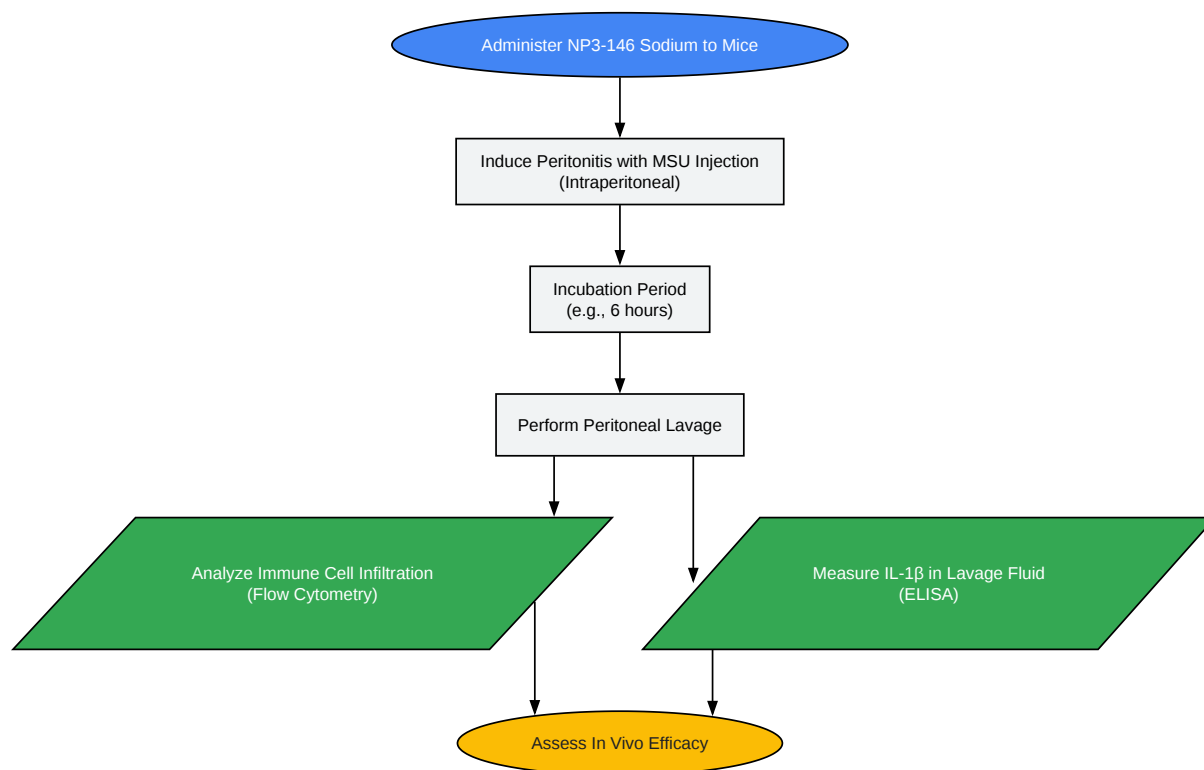 Administer NP3-146 Sodium to Mice
Induce Peritonitis with MSU Injection
(Intraperitoneal)
Incubation Period
(e.g., 6 hours)
Perform Peritoneal Lavage
Analyze Immune Cell Infiltration
(Flow Cytometry)
Measure IL-1β in Lavage Fluid
(ELISA)
Assess In Vivo Efficacy